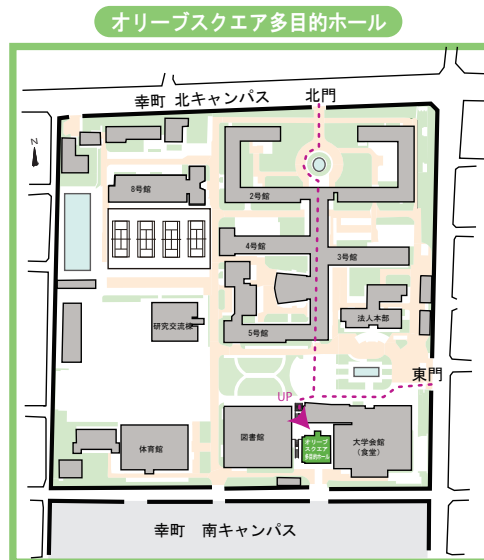 オリーブスクエア多目的ホール
幸町 北キャンパス
北門
N
8号館
2号館
4号館
3号館
研究交流棟
5号館
法人本部
東門
UP
図書館
オリーブ
スクエア
多目的ホール
大学会館
(食堂)
体育館
幸町 南キャンパス